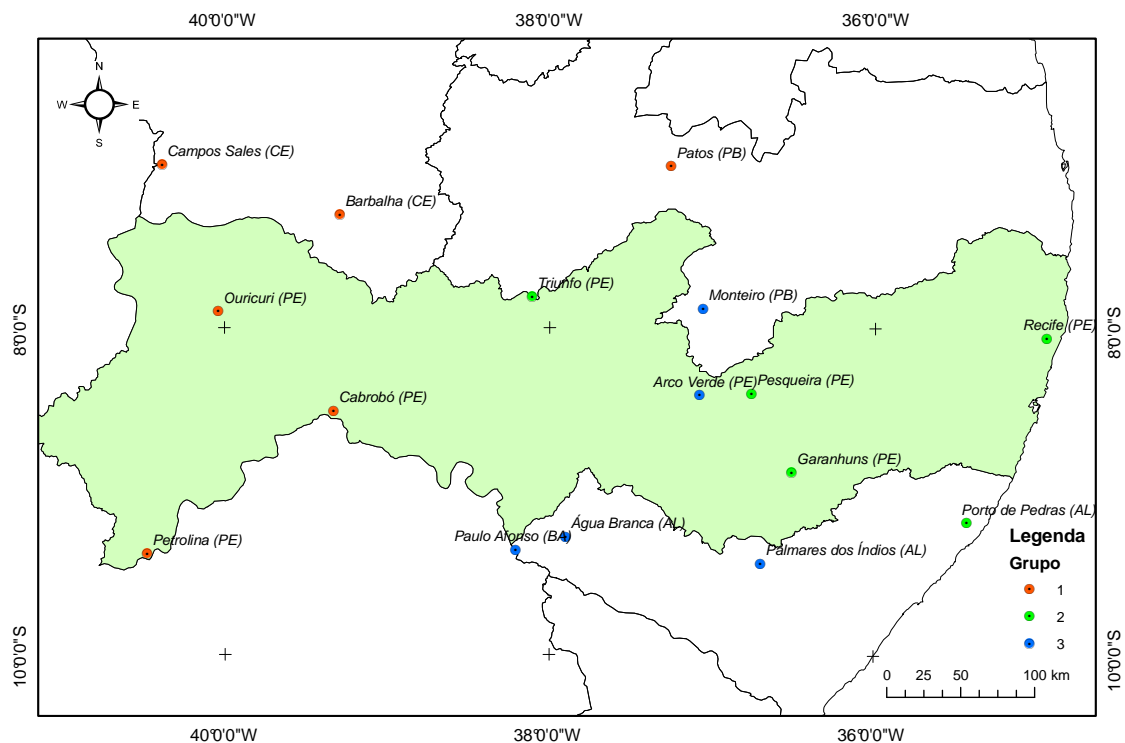 40°0'0"W 38°0'0"W 36°0'0"W
N
W E
S
Campos Sales (CE)
Patos (PB)
Barbalha (CE)
Triunfo (PE)
Ouricuri (PE)
Monteiro (PB)
8°0'0"S
Recife (PE)
8°0'0"S
Arco Verde (PE)
Pesqueira (PE)
Cabrobó (PE)
Garanhuns (PE)
Porto de Pedras (AL)
Água Branca (AL)
Paulo Afonso (BA)
Petrolina (PE)
Palmares dos Índios (AL)
Legenda
Grupo
1
2
3
10°0'0"S
10°0'0"S
0 25 50 100 km
40°0'0"W 38°0'0"W 36°0'0"W